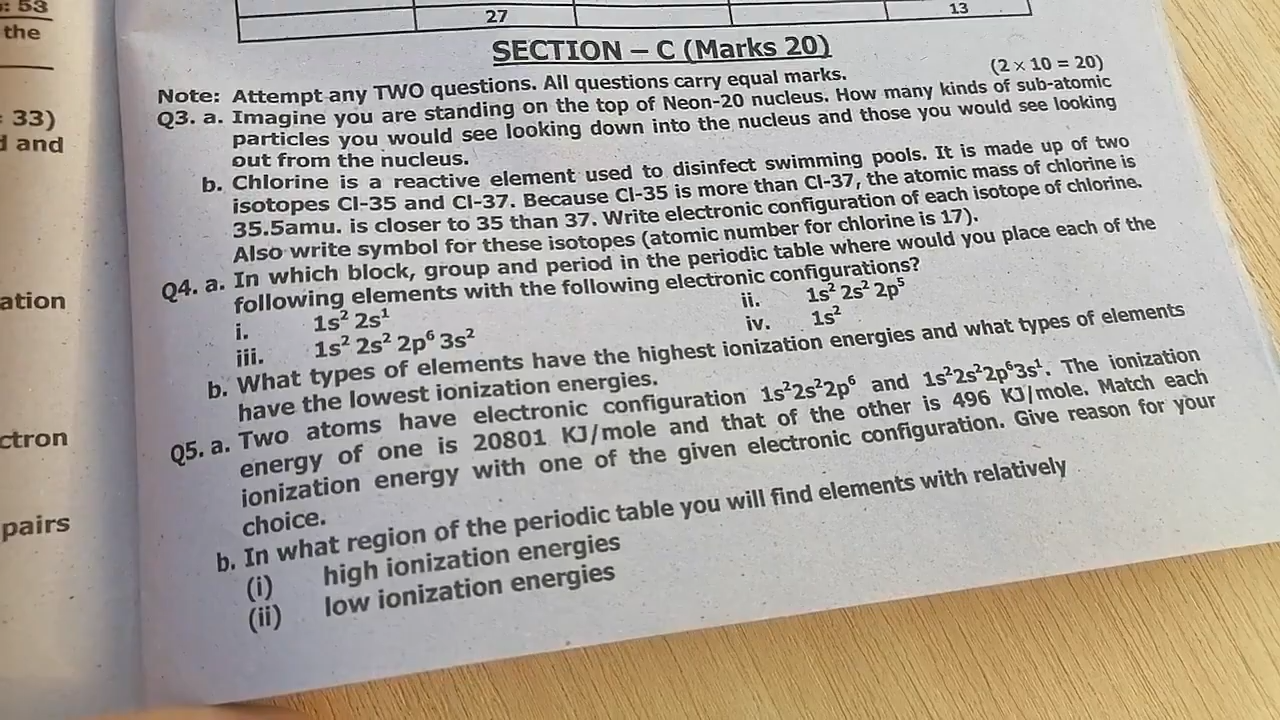 : 53
the
= 33)
d and
ation
ctron
pairs
27 13
SECTION – C (Marks 20)
(2 × 10 = 20)
Note: Attempt any TWO questions. All questions carry equal marks.
Q3. a. Imagine you are standing on the top of Neon-20 nucleus. How many kinds of sub-atomic
particles you would see looking down into the nucleus and those you would see looking
out from the nucleus.
b. Chlorine is a reactive element used to disinfect swimming pools. It is made up of two
isotopes Cl-35 and Cl-37. Because Cl-35 is more than Cl-37, the atomic mass of chlorine is
35.5amu. is closer to 35 than 37. Write electronic configuration of each isotope of chlorine.
Also write symbol for these isotopes (atomic number for chlorine is 17).
Q4. a. In which block, group and period in the periodic table where would you place each of the
following elements with the following electronic configurations?
i. 1s² 2s¹ ii. 1s² 2s² 2p⁵
iii. 1s² 2s² 2p⁶ 3s² iv. 1s²
b. What types of elements have the highest ionization energies and what types of elements
have the lowest ionization energies.
Q5. a. Two atoms have electronic configuration 1s²2s²2p⁶ and 1s²2s²2p⁶3s¹. The ionization
energy of one is 20801 KJ/mole and that of the other is 496 KJ/mole. Match each
ionization energy with one of the given electronic configuration. Give reason for your
choice.
b. In what region of the periodic table you will find elements with relatively
(i) high ionization energies
(ii) low ionization energies